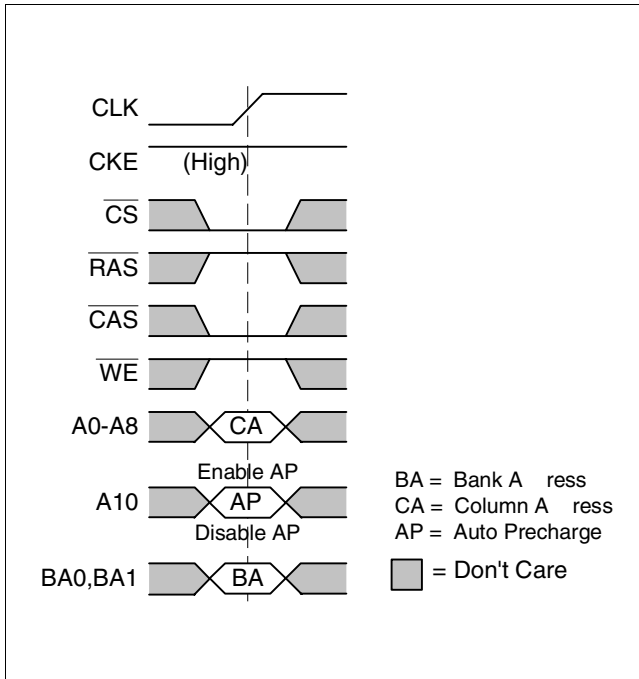 CLK
CKE (High)
CS
RAS
CAS
WE
A0-A8 CA
Enable AP
A10 AP
Disable AP
BA0,BA1 BA
BA = Bank A ress
CA = Column A ress
AP = Auto Precharge
= Don't Care